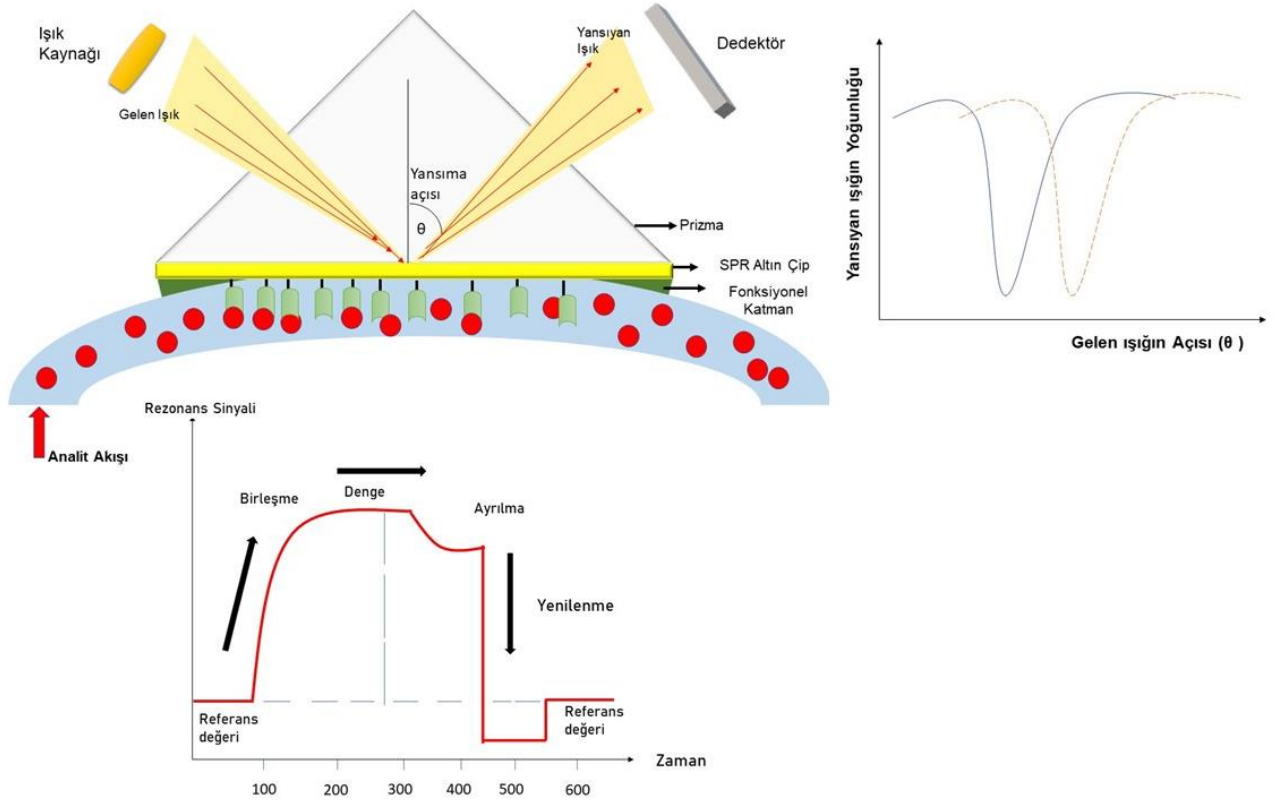 Işık
Kaynağı
Gelen Işık
Yansıyan
Işık
Dedektör
Yansıma
açısı
θ
Prizma
SPR Altın Çip
Fonksiyonel
Katman
Analit Akışı
Yansıyan ışığın Yoğunluğu
Gelen ışığın Açısı (θ )
Rezonans Sinyali
Birleşme
Denge
Ayrılma
Yenilenme
Referans
değeri
Referans
değeri
Zaman
100 200 300 400 500 600